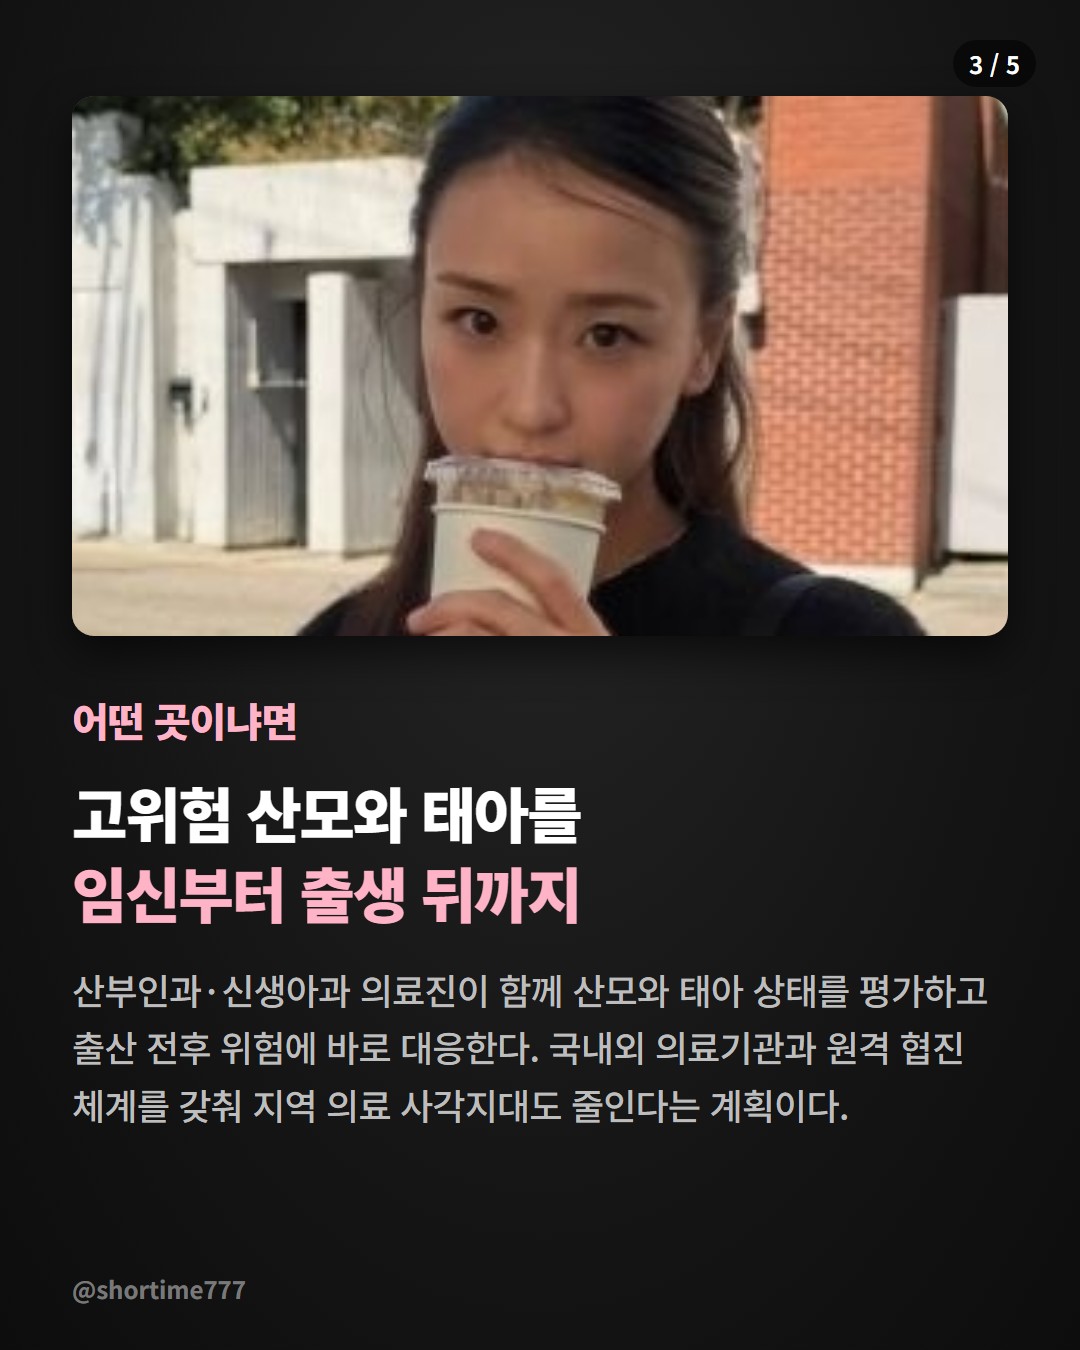 3 / 5
어떤 곳이냐면
고위험 산모와 태아를
임신부터 출생 뒤까지
산부인과·신생아과 의료진이 함께 산모와 태아 상태를 평가하고
출산 전후 위험에 바로 대응한다. 국내외 의료기관과 원격 협진
체계를 갖춰 지역 의료 사각지대도 줄인다는 계획이다.
@shortime777